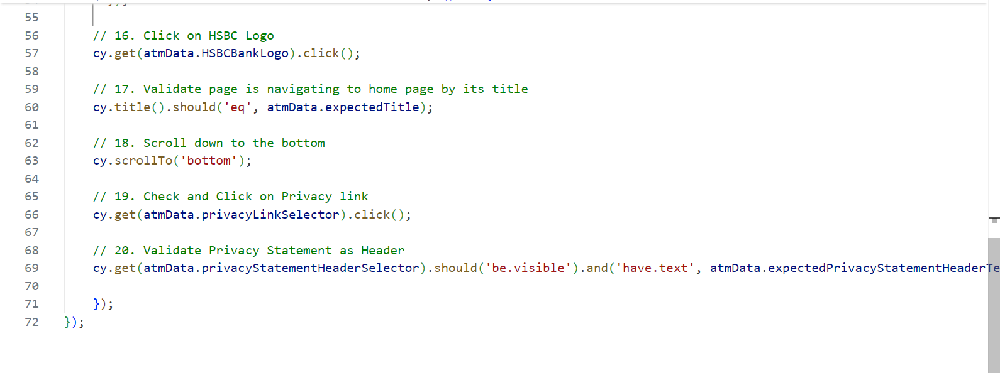 55
56 // 16. Click on HSBC Logo
57 cy.get(atmData.HSBCBankLogo).click();
58
59 // 17. Validate page is navigating to home page by its title
60 cy.title().should('eq', atmData.expectedTitle);
61
62 // 18. Scroll down to the bottom
63 cy.scrollTo('bottom');
64
65 // 19. Check and Click on Privacy link
66 cy.get(atmData.privacyLinkSelector).click();
67
68 // 20. Validate Privacy Statement as Header
69 cy.get(atmData.privacyStatementHeaderSelector).should('be.visible').and('have.text', atmData.expectedPrivacyStatementHeaderTe
70
71 });
72 });